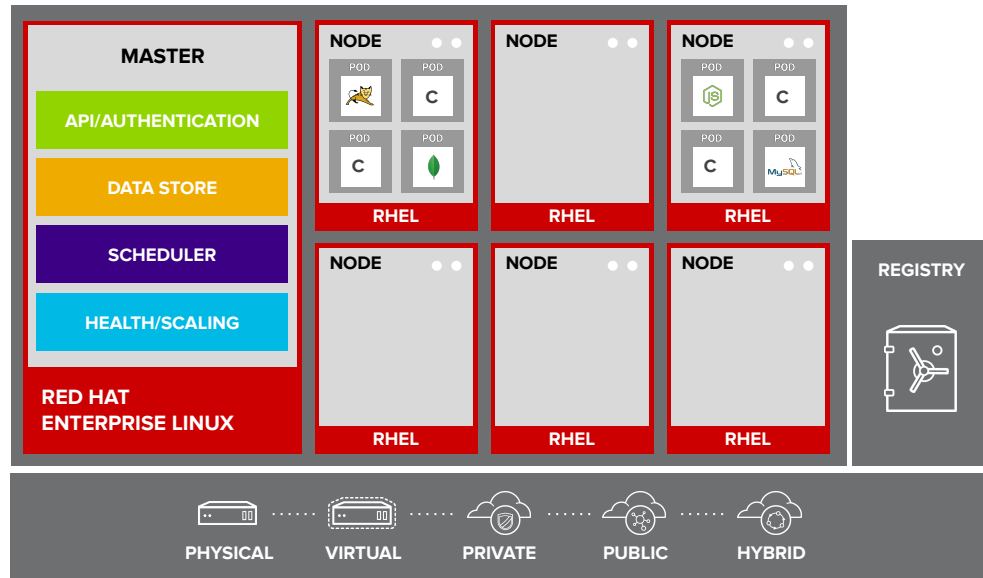 MASTER
API/AUTHENTICATION
DATA STORE
SCHEDULER
HEALTH/SCALING
RED HAT
ENTERPRISE LINUX
NODE
POD
POD
C
POD
POD
C
RHEL
NODE
RHEL
NODE
POD
POD
JS
C
POD
POD
C
MySQL
RHEL
NODE
RHEL
NODE
RHEL
NODE
RHEL
REGISTRY
PHYSICAL
VIRTUAL
PRIVATE
PUBLIC
HYBRID